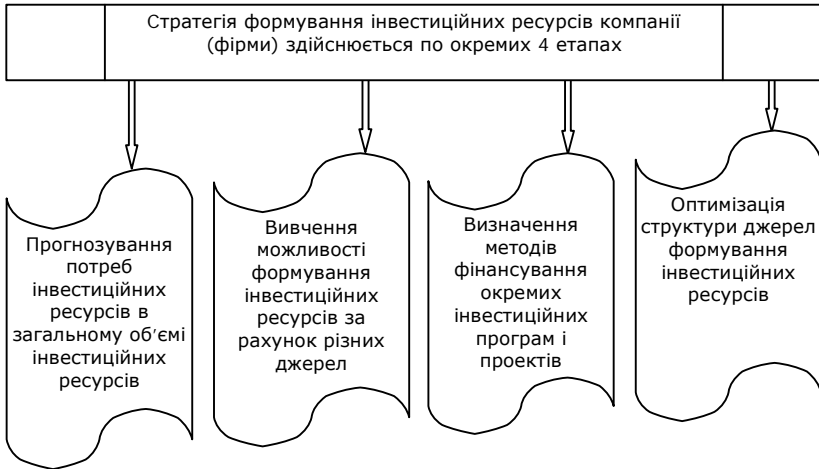 Стратегія формування інвестиційних ресурсів компанії
(фірми) здійснюється по окремих 4 етапах
Прогнозування
потреб
інвестиційних
ресурсів в
загальному об'ємі
інвестиційних
ресурсів
Вивчення
можливості
формування
інвестиційних
ресурсів за
рахунок різних
джерел
Визначення
методів
фінансування
окремих
інвестиційних
програм і
проектів
Оптимізація
структури джерел
формування
інвестиційних
ресурсів